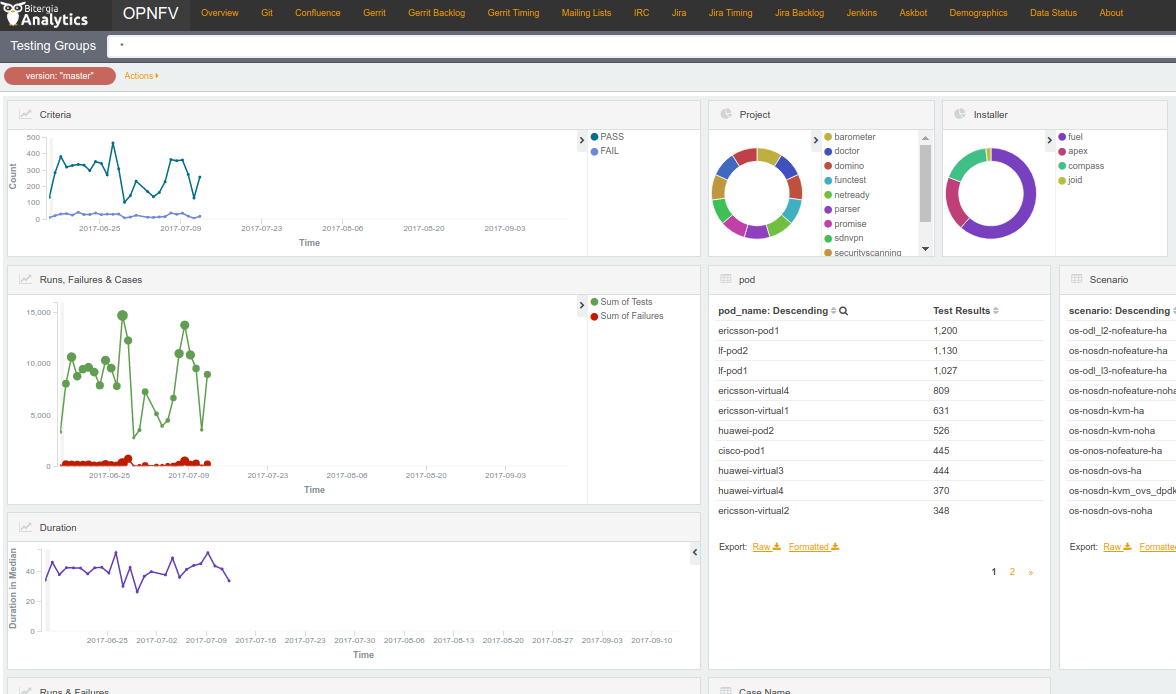 Bitergia
Analytics
OPNFV
Overview Git Confluence Gerrit Gerrit Backlog Gerrit Timing Mailing Lists IRC Jira Jira Timing Jira Backlog Jenkins Askbot Demographics Data Status About
Testing Groups *
version: "master" Actions
Criteria
500
400
300
200
100
0
Count
2017-06-25 2017-07-09 2017-07-23 2017-08-06 2017-08-20 2017-09-03
Time
PASS
FAIL
Project
barometer
doctor
domino
functest
netready
parser
promise
sdnvpn
securityscanning
Installer
fuel
apex
compass
joid
Runs, Failures & Cases
15,000
10,000
5,000
0
2017-06-25 2017-07-09 2017-07-23 2017-08-06 2017-08-20 2017-09-03
Time
Sum of Tests
Sum of Failures
pod
pod_name: Descending Test Results
ericsson-pod1 1,200
lf-pod2 1,130
lf-pod1 1,027
ericsson-virtual4 809
ericsson-virtual1 631
huawei-pod2 526
cisco-pod1 445
huawei-virtual3 444
huawei-virtual4 370
ericsson-virtual2 348
Export: Raw Formatted
1 2 »
Scenario
scenario: Descending
os-odl_l2-nofeature-ha
os-nosdn-nofeature-ha
os-odl_l3-nofeature-ha
os-nosdn-nofeature-noha
os-nosdn-kvm-ha
os-nosdn-kvm-noha
os-onos-nofeature-ha
os-nosdn-ovs-ha
os-nosdn-kvm_ovs_dpdk
os-nosdn-ovs-noha
Export: Raw Formatte
Duration
Duration in Median
40
20
0
2017-06-25 2017-07-02 2017-07-09 2017-07-16 2017-07-23 2017-07-30 2017-08-06 2017-08-13 2017-08-20 2017-08-27 2017-09-03 2017-09-10
Time
Runs & Failures
Case Name